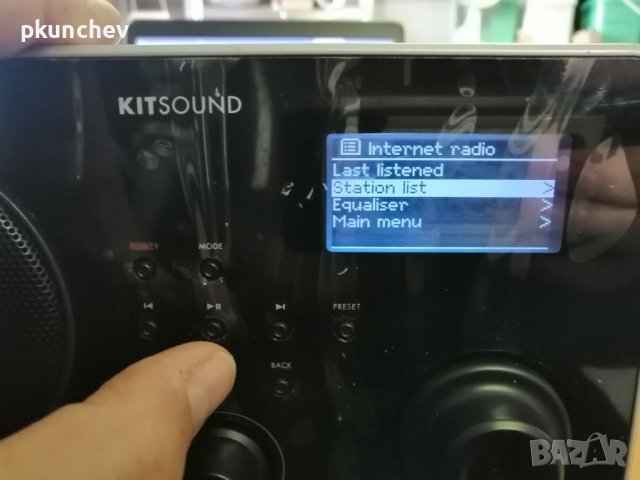 pkunchev
KITSOUND
Internet radio
Last listened
Station list >
Equaliser >
Main menu >
POWER
MODE
PRESET
BACK
BAZAR